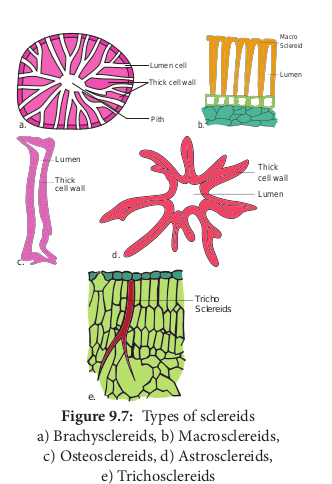 Lumen cell
Thick cell wall
Pith
a.
Macro
Sclereid
Lumen
b.
Lumen
Thick
cell wall
c.
Thick
cell wall
Lumen
d.
Tricho
Sclereids
e.
Figure 9.7: Types of sclereids
a) Brachysclereids, b) Macrosclereids,
c) Osteosclereids, d) Astrosclereids,
e) Trichosclereids